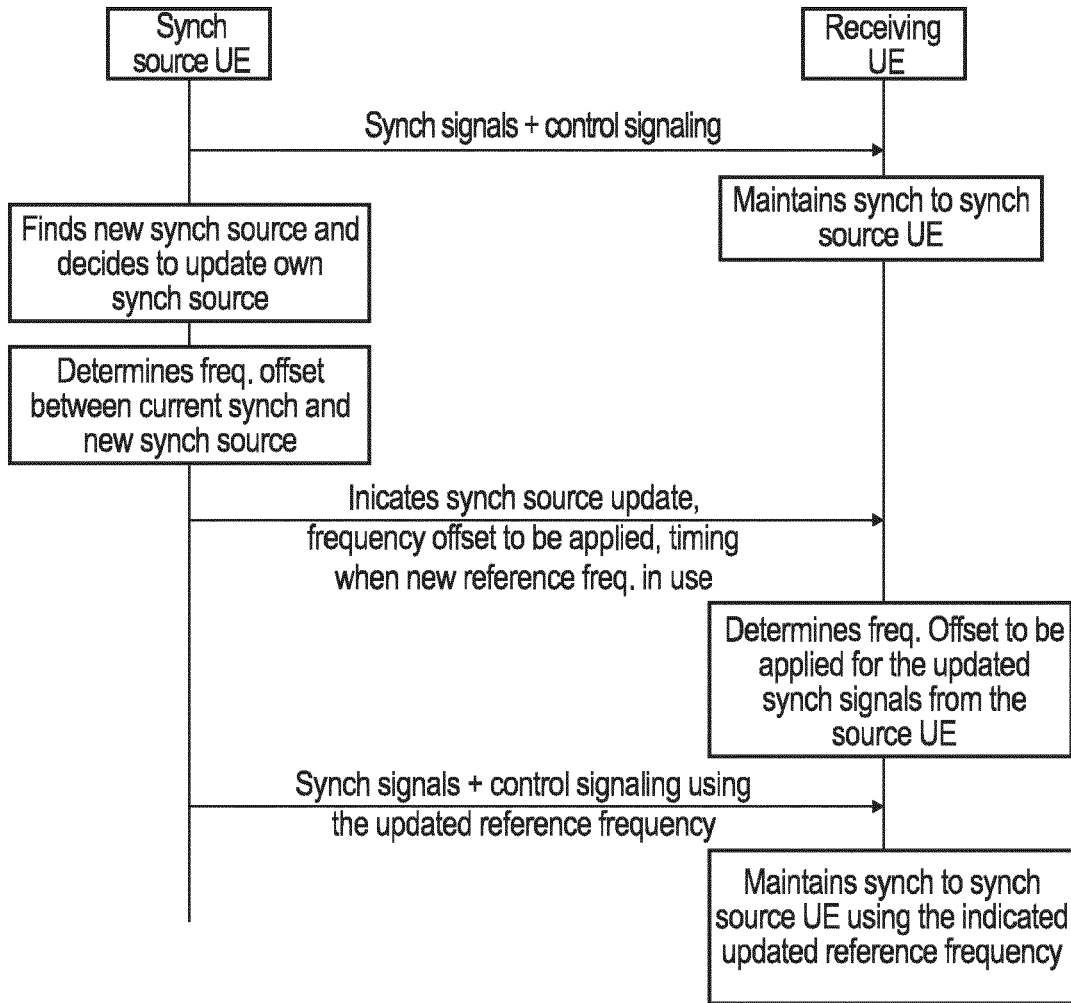 Synch
source UE
Receiving
UE
Synch signals + control signaling
Maintains synch to synch
source UE
Finds new synch source and
decides to update own
synch source
Determines freq. offset
between current synch and
new synch source
Inicates synch source update,
frequency offset to be applied, timing
when new reference freq. in use
Determines freq. Offset to be
applied for the updated
synch signals from the
source UE
Synch signals + control signaling using
the updated reference frequency
Maintains synch to synch
source UE using the indicated
updated reference frequency